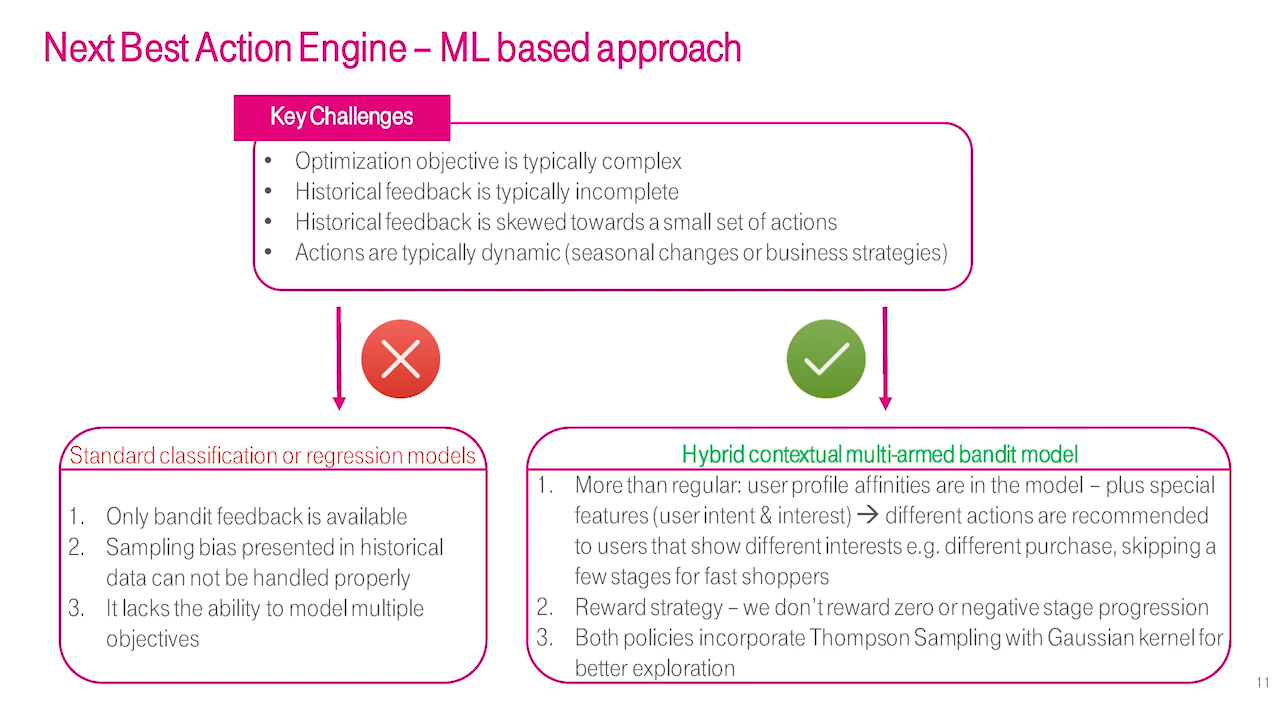 Next Best Action Engine – ML based approach
Key Challenges
• Optimization objective is typically complex
• Historical feedback is typically incomplete
• Historical feedback is skewed towards a small set of actions
• Actions are typically dynamic (seasonal changes or business strategies)
Standard classification or regression models
1. Only bandit feedback is available
2. Sampling bias presented in historical
data can not be handled properly
3. It lacks the ability to model multiple
objectives
Hybrid contextual multi-armed bandit model
1. More than regular: user profile affinities are in the model – plus special
features (user intent & interest) → different actions are recommended
to users that show different interests e.g. different purchase, skipping a
few stages for fast shoppers
2. Reward strategy – we don’t reward zero or negative stage progression
3. Both policies incorporate Thompson Sampling with Gaussian kernel for
better exploration
11